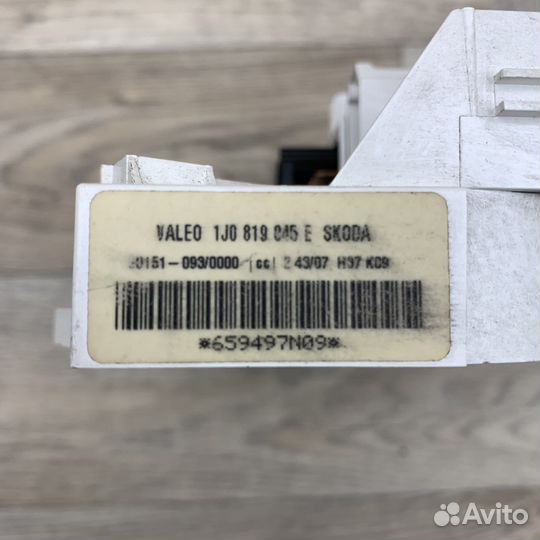 VALEO 1J0 819 045 E SKODA
0151-093/0000 (cc) 2 43/07 H37 K09
*659497N09*
Avito